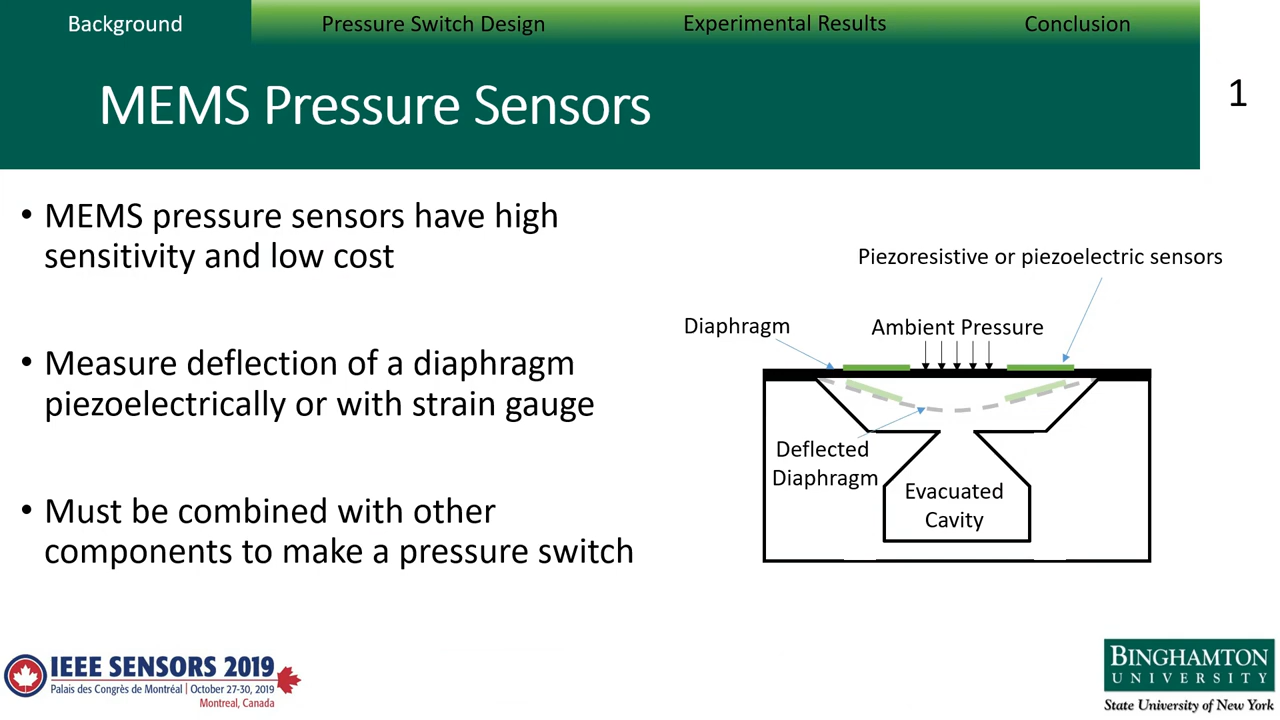 Background
Pressure Switch Design
Experimental Results
Conclusion
MEMS Pressure Sensors
1
• MEMS pressure sensors have high
sensitivity and low cost
• Measure deflection of a diaphragm
piezoelectrically or with strain gauge
• Must be combined with other
components to make a pressure switch
Piezoresistive or piezoelectric sensors
Diaphragm
Ambient Pressure
Deflected
Diaphragm
Evacuated
Cavity
IEEE SENSORS 2019
Palais des Congrès de Montréal | October 27-30, 2019
Montreal, Canada
BINGHAMTON
UNIVERSITY
State University of New York